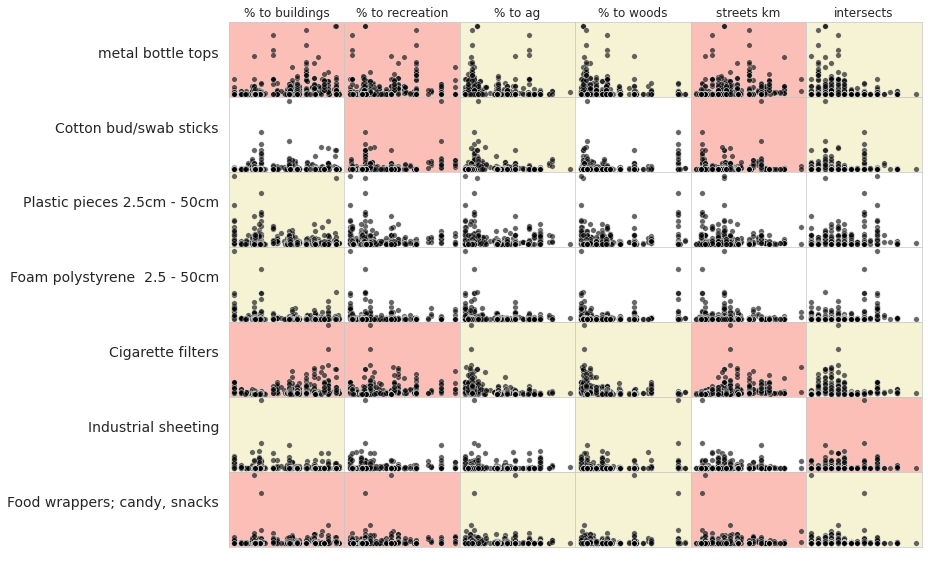 % to buildings % to recreation % to ag % to woods streets km intersects
metal bottle tops
Cotton bud/swab sticks
Plastic pieces 2.5cm - 50cm
Foam polystyrene  2.5 - 50cm
Cigarette filters
Industrial sheeting
Food wrappers; candy, snacks